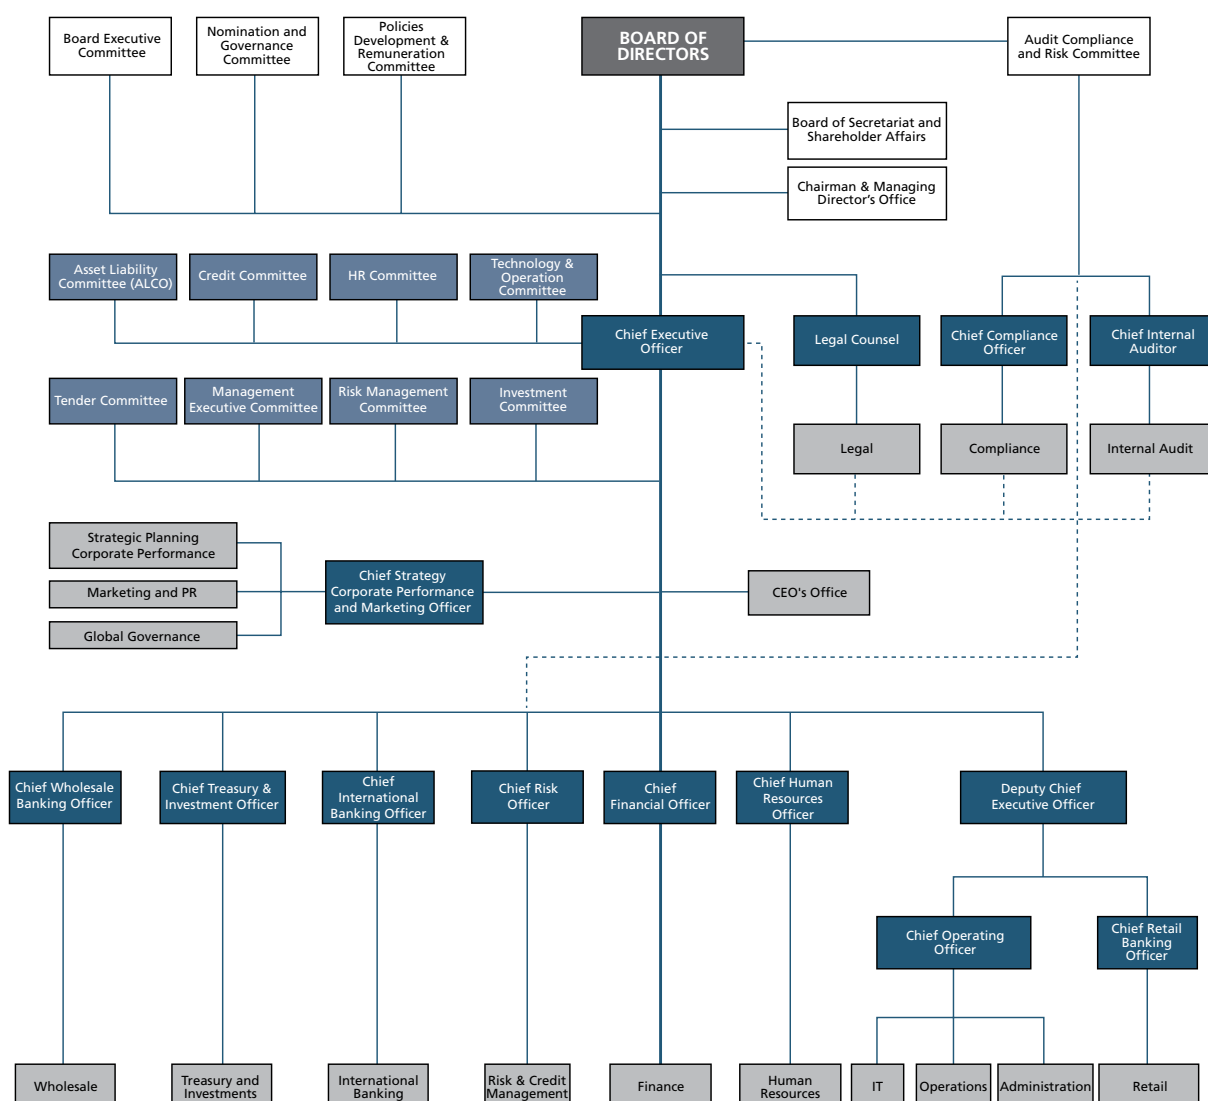 Board Executive
Committee
Nomination and
Governance
Committee
Policies
Development &
Remuneration
Committee
BOARD OF
DIRECTORS
Audit Compliance
and Risk Committee
Board of Secretariat and
Shareholder Affairs
Chairman & Managing
Director's Office
Asset Liability
Committee (ALCO)
Credit Committee
HR Committee
Technology &
Operation
Committee
Chief Executive
Officer
Legal Counsel
Chief Compliance
Officer
Chief Internal
Auditor
Tender Committee
Management
Executive Committee
Risk Management
Committee
Investment
Committee
Legal
Compliance
Internal Audit
Strategic Planning
Corporate Performance
Marketing and PR
Global Governance
Chief Strategy
Corporate Performance
and Marketing Officer
CEO's Office
Chief Wholesale
Banking Officer
Chief Treasury &
Investment Officer
Chief
International
Banking Officer
Chief Risk
Officer
Chief
Financial Officer
Chief Human
Resources
Officer
Deputy Chief
Executive Officer
Chief Operating
Officer
Chief Retail
Banking
Officer
Wholesale
Treasury and
Investments
International
Banking
Risk & Credit
Management
Finance
Human
Resources
IT
Operations
Administration
Retail